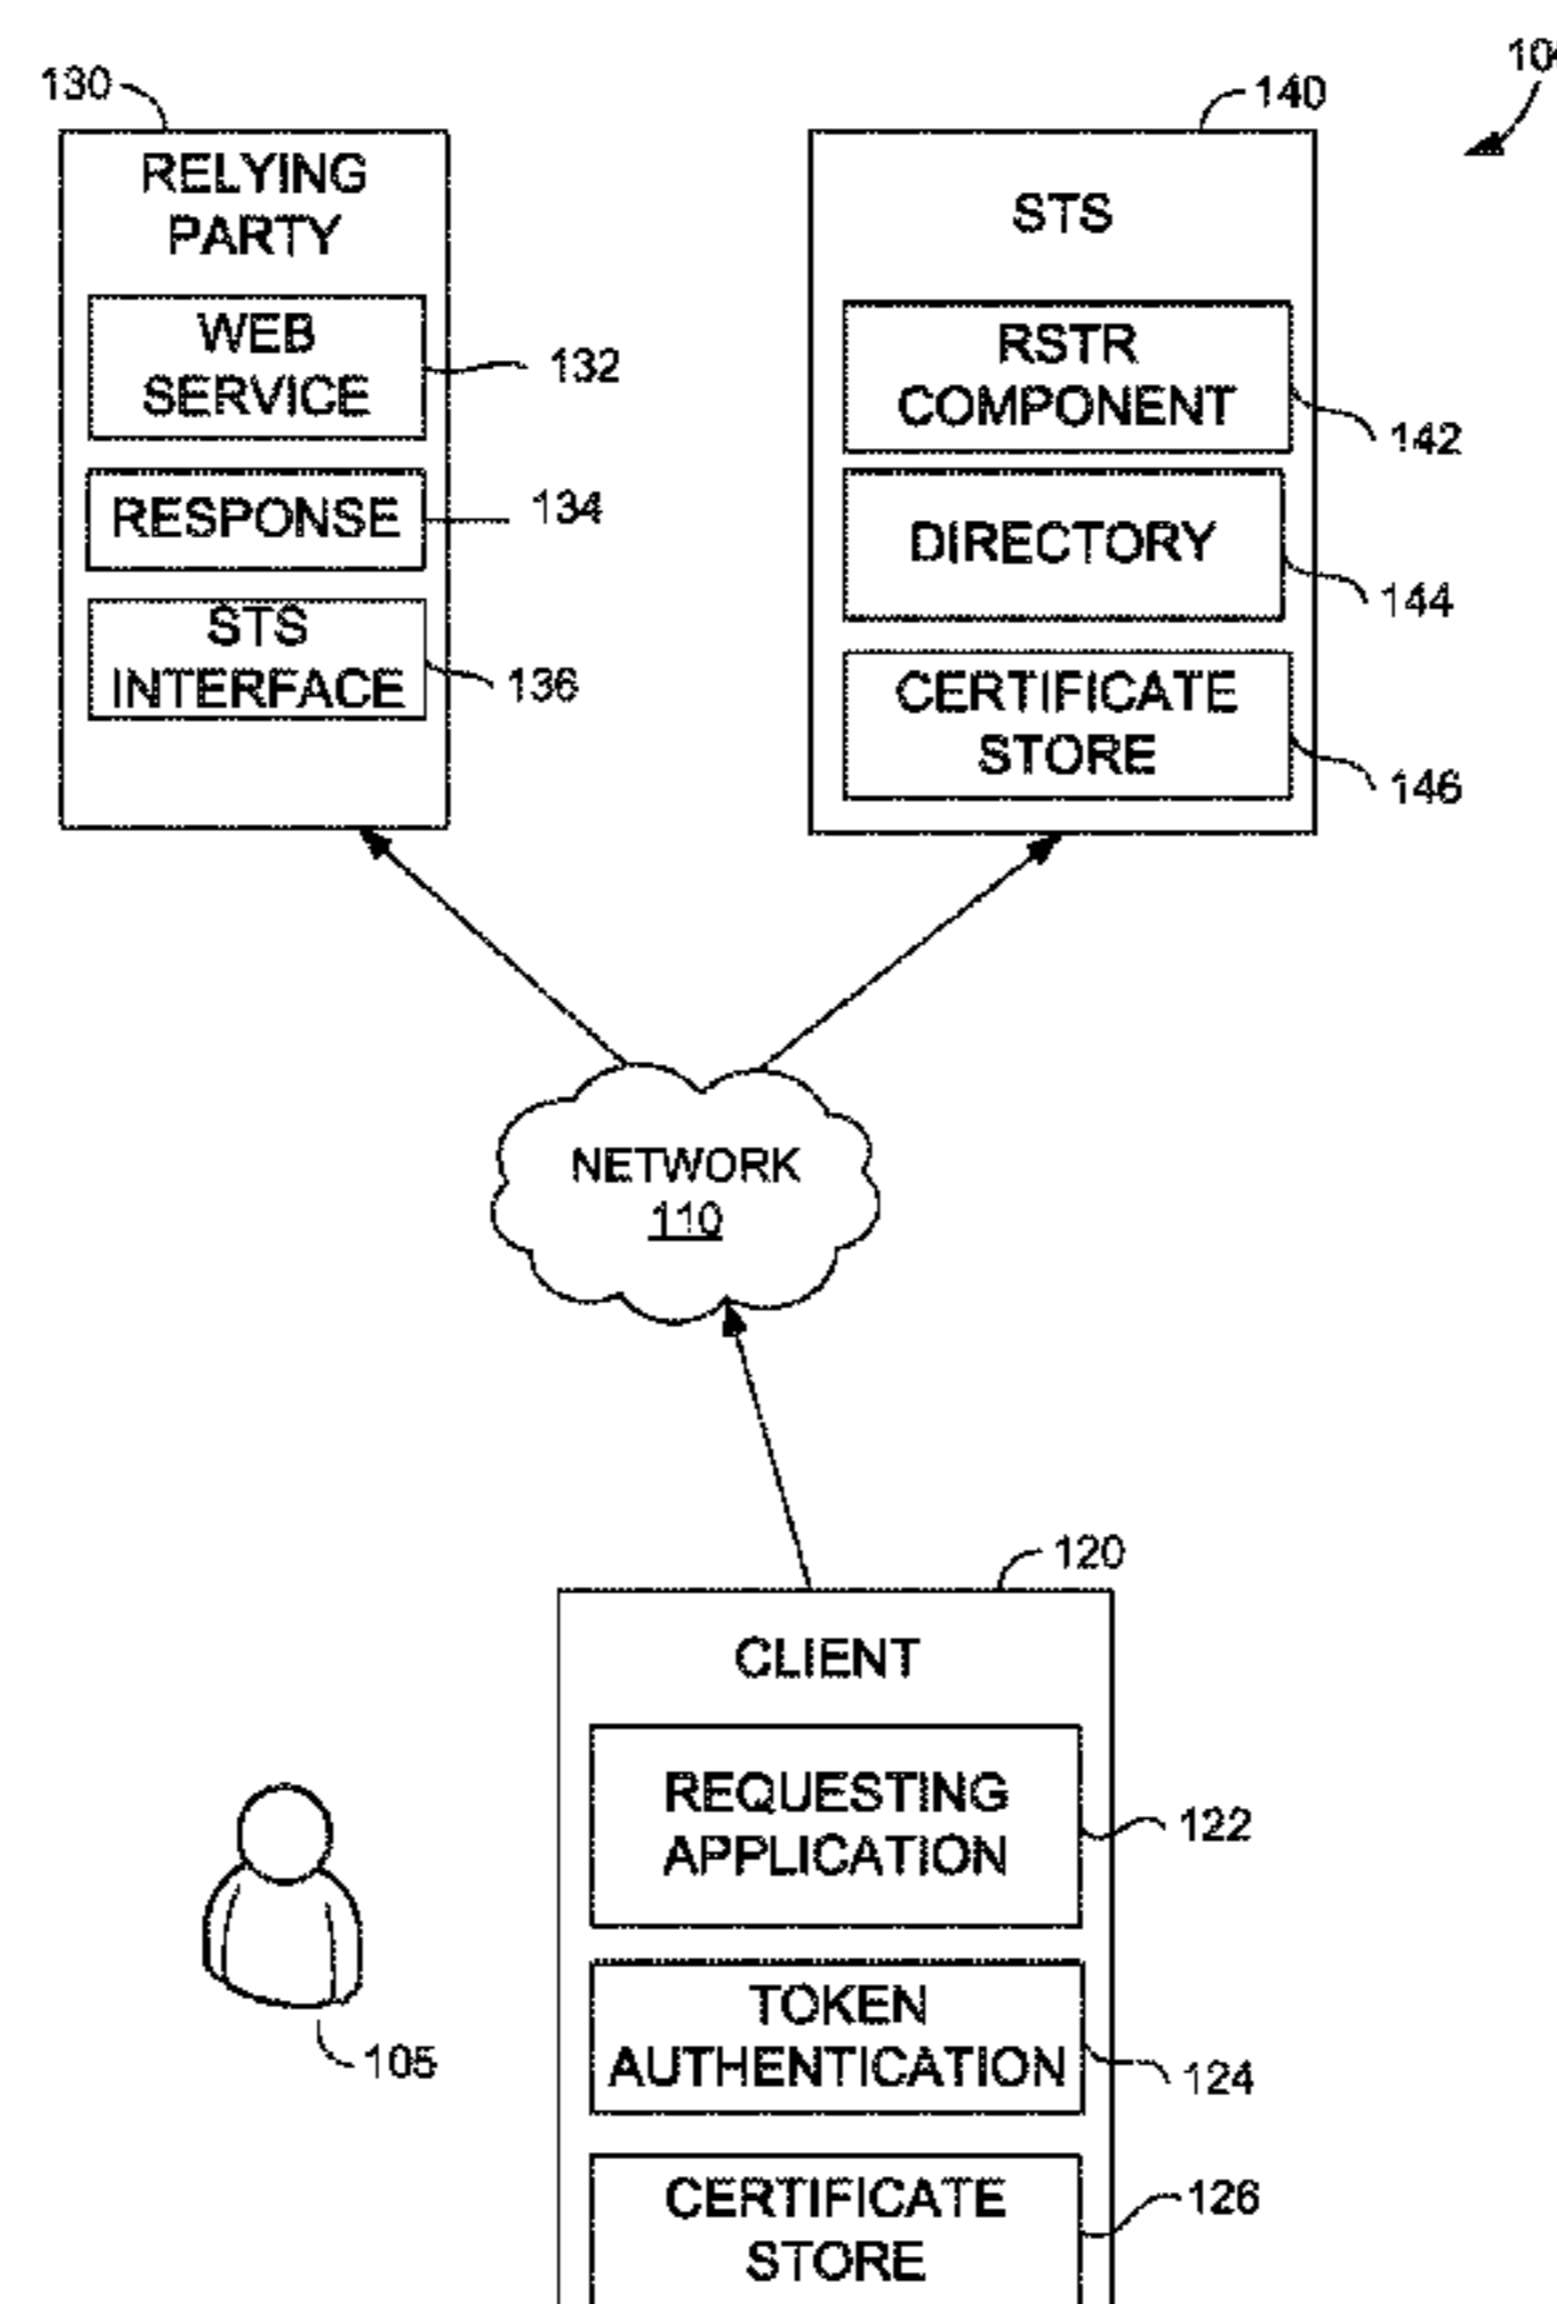 130
RELYING
PARTY
WEB
SERVICE
132
RESPONSE
134
STS
INTERFACE
136
140
STS
RSTR
COMPONENT
142
DIRECTORY
144
CERTIFICATE
STORE
146
NETWORK
110
120
CLIENT
REQUESTING
APPLICATION
122
TOKEN
AUTHENTICATION
124
CERTIFICATE
STORE
126
105